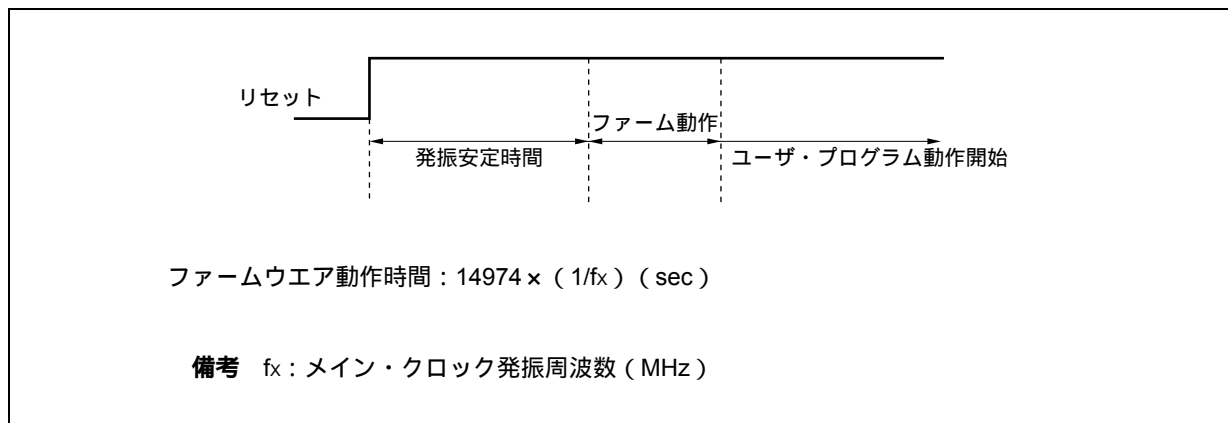 リセット
ファーム動作
発振安定時間
ユーザ・プログラム動作開始
ファームウエア動作時間：14974×（1/fx）（sec）
備考　fx：メイン・クロック発振周波数（MHz）